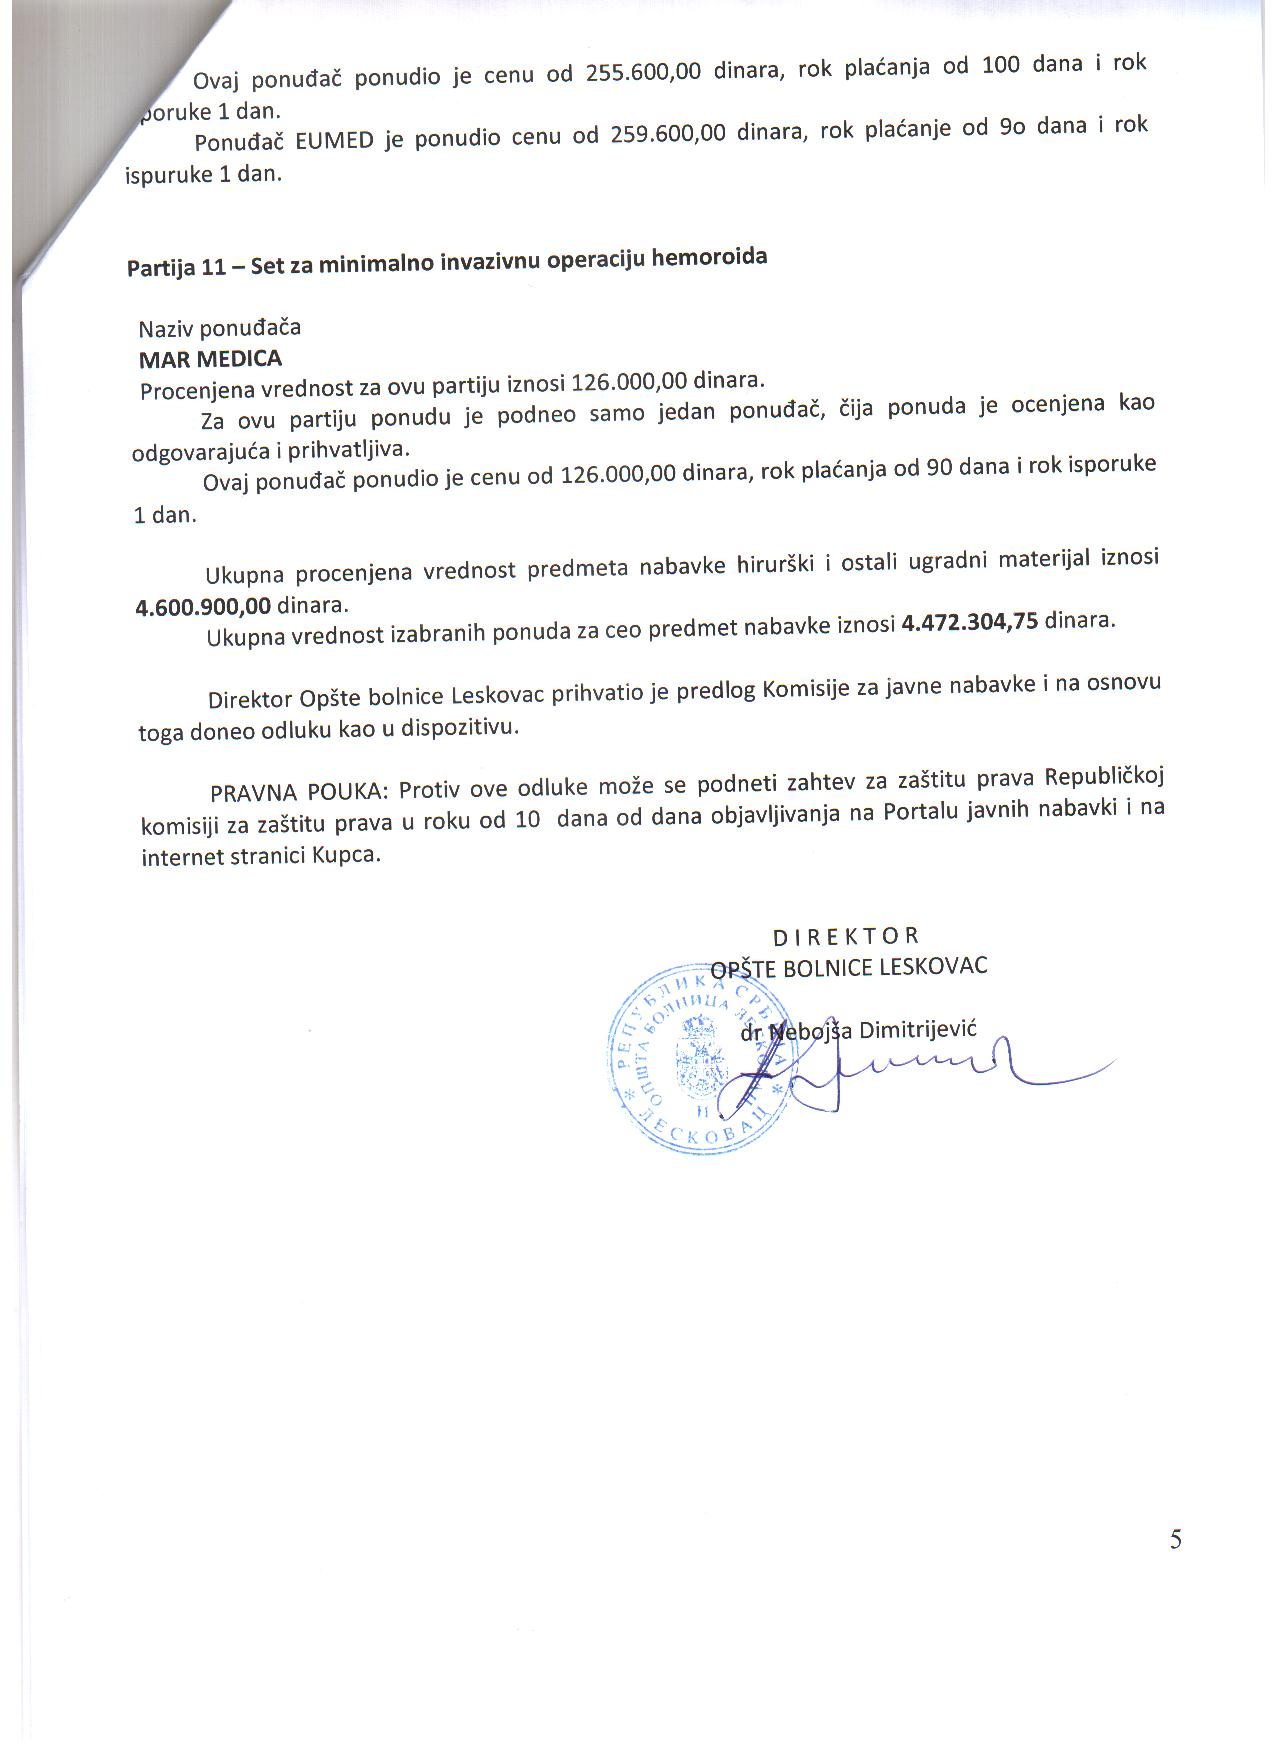 Ovaj ponuđač ponudio je cenu od 255.600,00 dinara, rok plaćanja od 100 dana i rok
poruke 1 dan.
Ponuđač EUMED je ponudio cenu od 259.600,00 dinara, rok plaćanje od 9o dana i rok
ispuruke 1 dan.
Partija 11 – Set za minimalno invazivnu operaciju hemoroida
Naziv ponuđača
MAR MEDICA
Procenjena vrednost za ovu partiju iznosi 126.000,00 dinara.
Za ovu partiju ponudu je podneo samo jedan ponuđač, čija ponuda je ocenjena kao
odgovarajuća i prihvatljiva.
Ovaj ponuđač ponudio je cenu od 126.000,00 dinara, rok plaćanja od 90 dana i rok isporuke
1 dan.
Ukupna procenjena vrednost predmeta nabavke hirurški i ostali ugradni materijal iznosi
4.600.900,00 dinara.
Ukupna vrednost izabranih ponuda za ceo predmet nabavke iznosi 4.472.304,75 dinara.
Direktor Opšte bolnice Leskovac prihvatio je predlog Komisije za javne nabavke i na osnovu
toga doneo odluku kao u dispozitivu.
PRAVNA POUKA: Protiv ove odluke može se podneti zahtev za zaštitu prava Republičkoj
komisiji za zaštitu prava u roku od 10 dana od dana objavljivanja na Portalu javnih nabavki i na
internet stranici Kupca.
D I R E K T O R
OPŠTE BOLNICE LESKOVAC
dr Nebojša Dimitrijević
РЕПУБЛИКА СРБИЈА
ОПШТА БОЛНИЦА ЛЕСКОВАЦ
II
* ЛЕСКОВАЦ *
5